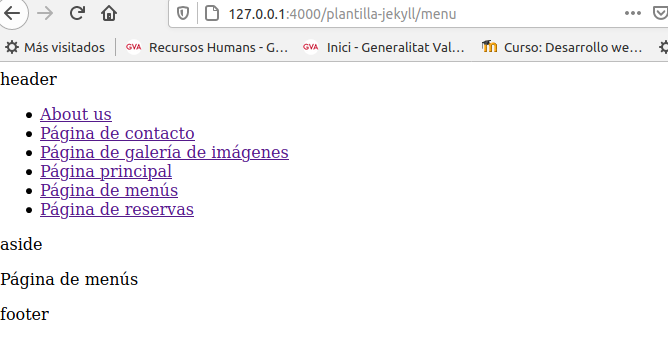 127.0.0.1:4000/plantilla-jekyll/menu
Más visitados GVA Recursos Humans - G… GVA Inici - Generalitat Val… Curso: Desarrollo we…
header
About us
Página de contacto
Página de galería de imágenes
Página principal
Página de menús
Página de reservas
aside
Página de menús
footer